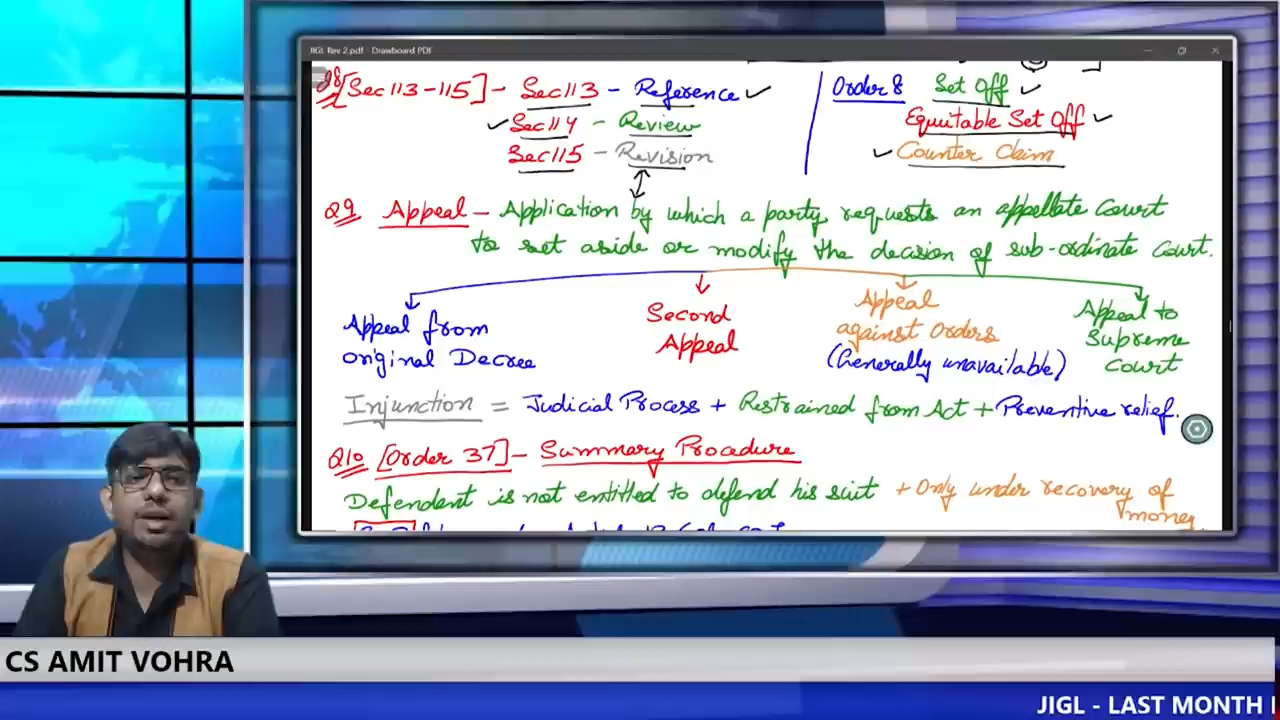 JIGL Rev 2.pdf - Drawboard PDF
Q8 [Sec 113-115] - Sec 113 - Reference
Sec 114 - Review
Sec 115 - Revision
Order 8 Set Off
Equitable Set Off
Counter Claim
Q9 Appeal - Application by which a party requests an appellate Court
to set aside or modify the decision of sub-ordinate Court.
Appeal from
original Decree
Second
Appeal
Appeal
against Orders
(Generally unavailable)
Appeal to
Supreme
Court
Injunction = Judicial Process + Restrained from Act + Preventive relief.
Q10 [Order 37] - Summary Procedure
Defendent is not entitled to defend his suit + Only under recovery of
money
CS AMIT VOHRA
JIGL - LAST MONTH